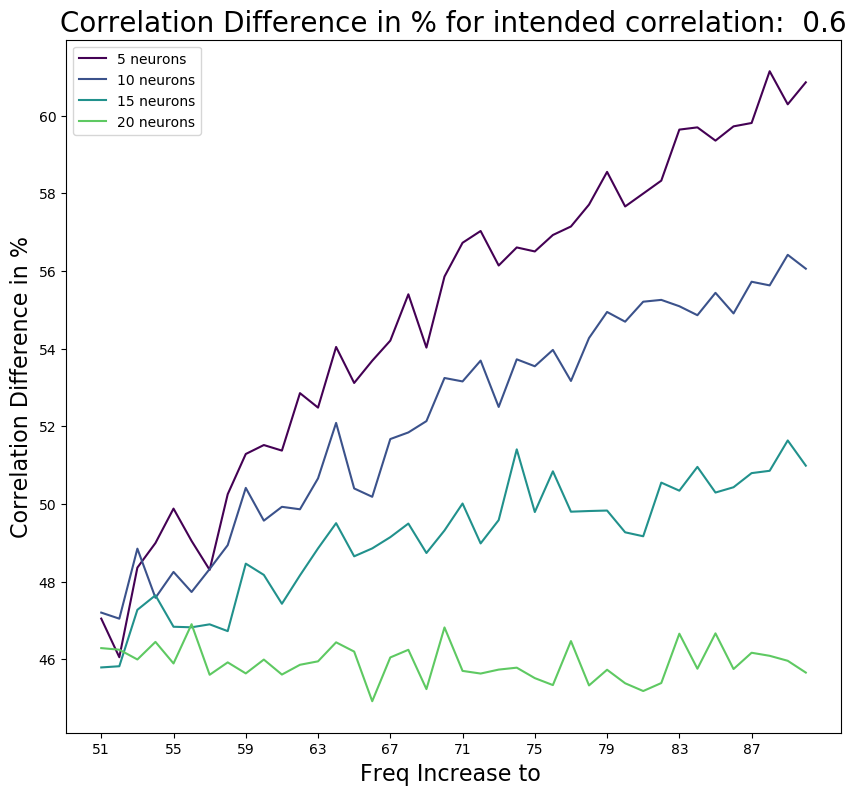 Correlation Difference in % for intended correlation:  0.6
5 neurons
10 neurons
15 neurons
20 neurons
Correlation Difference in %
60
58
56
54
52
50
48
46
51 55 59 63 67 71 75 79 83 87
Freq Increase to